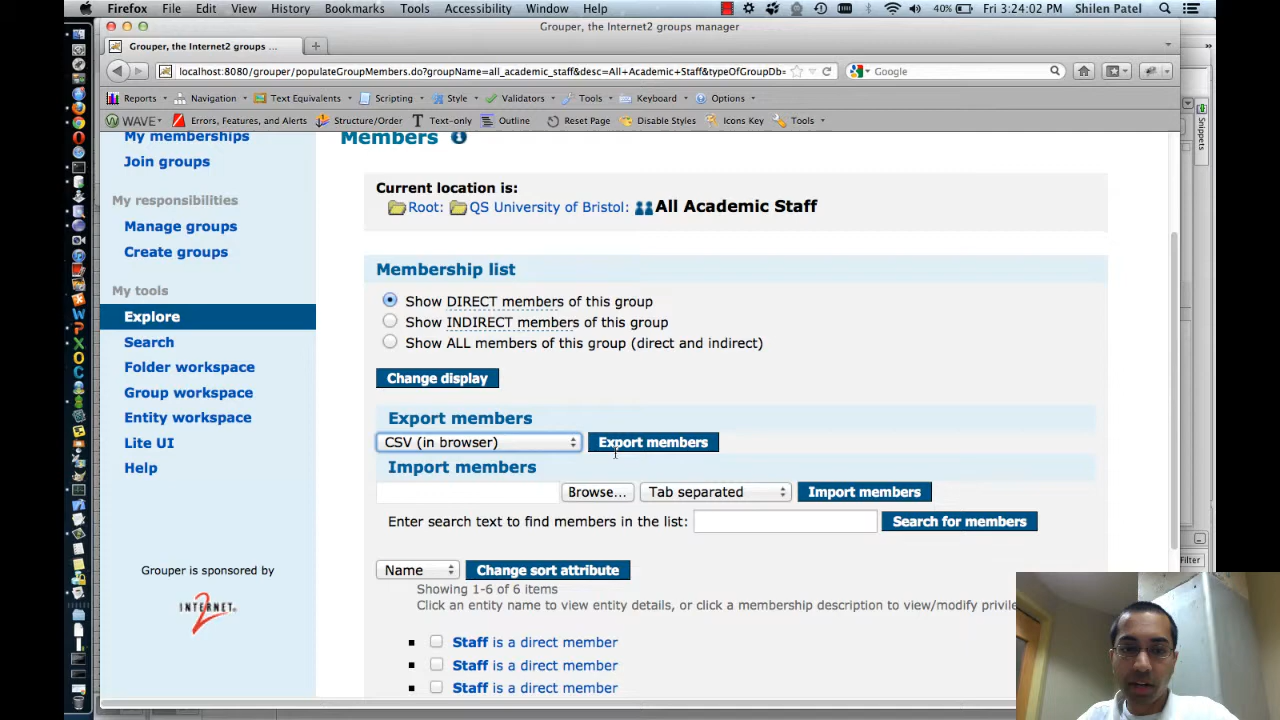 Firefox File Edit View History Bookmarks Tools Accessibility Window Help 40% Fri 3:24:02 PM Shilen Patel
Grouper, the Internet2 groups manager
Grouper, the Internet2 groups ...
localhost:8080/grouper/populateGroupMembers.do?groupName=all_academic_staff&desc=All+Academic+Staff&typeOfGroupDb= Google
Reports Navigation Text Equivalents Scripting Style Validators Tools Keyboard Options
WAVE Errors, Features, and Alerts Structure/Order Text-only Outline Reset Page Disable Styles Icons Key Tools
Snippets
My memberships
Join groups
My responsibilities
Manage groups
Create groups
My tools
Explore
Search
Folder workspace
Group workspace
Entity workspace
Lite UI
Help
Grouper is sponsored by
INTERNET
2
Members
Current location is:
Root: QS University of Bristol: All Academic Staff
Membership list
Show DIRECT members of this group
Show INDIRECT members of this group
Show ALL members of this group (direct and indirect)
Change display
Export members
CSV (in browser) Export members
Import members
Browse... Tab separated Import members
Enter search text to find members in the list: Search for members
Name Change sort attribute
Showing 1-6 of 6 items
Click an entity name to view entity details, or click a membership description to view/modify privile
Staff is a direct member
Staff is a direct member
Staff is a direct member
Filter